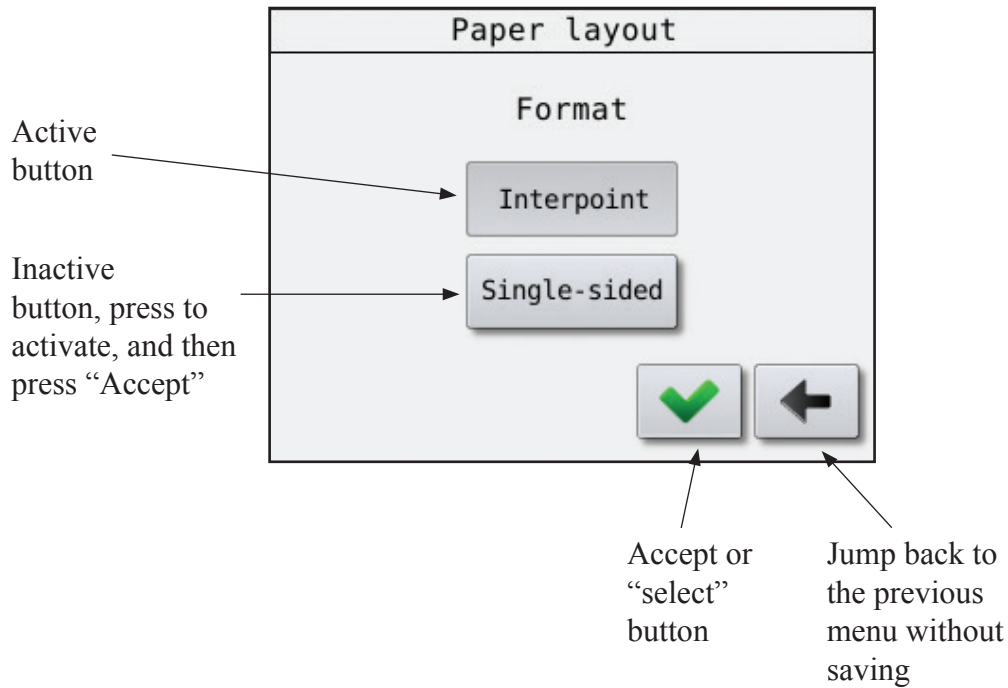 Paper layout
Format
Active
button
Interpoint
Inactive
button, press to
activate, and then
press “Accept”
Single-sided
Accept or
“select”
button
Jump back to
the previous
menu without
saving